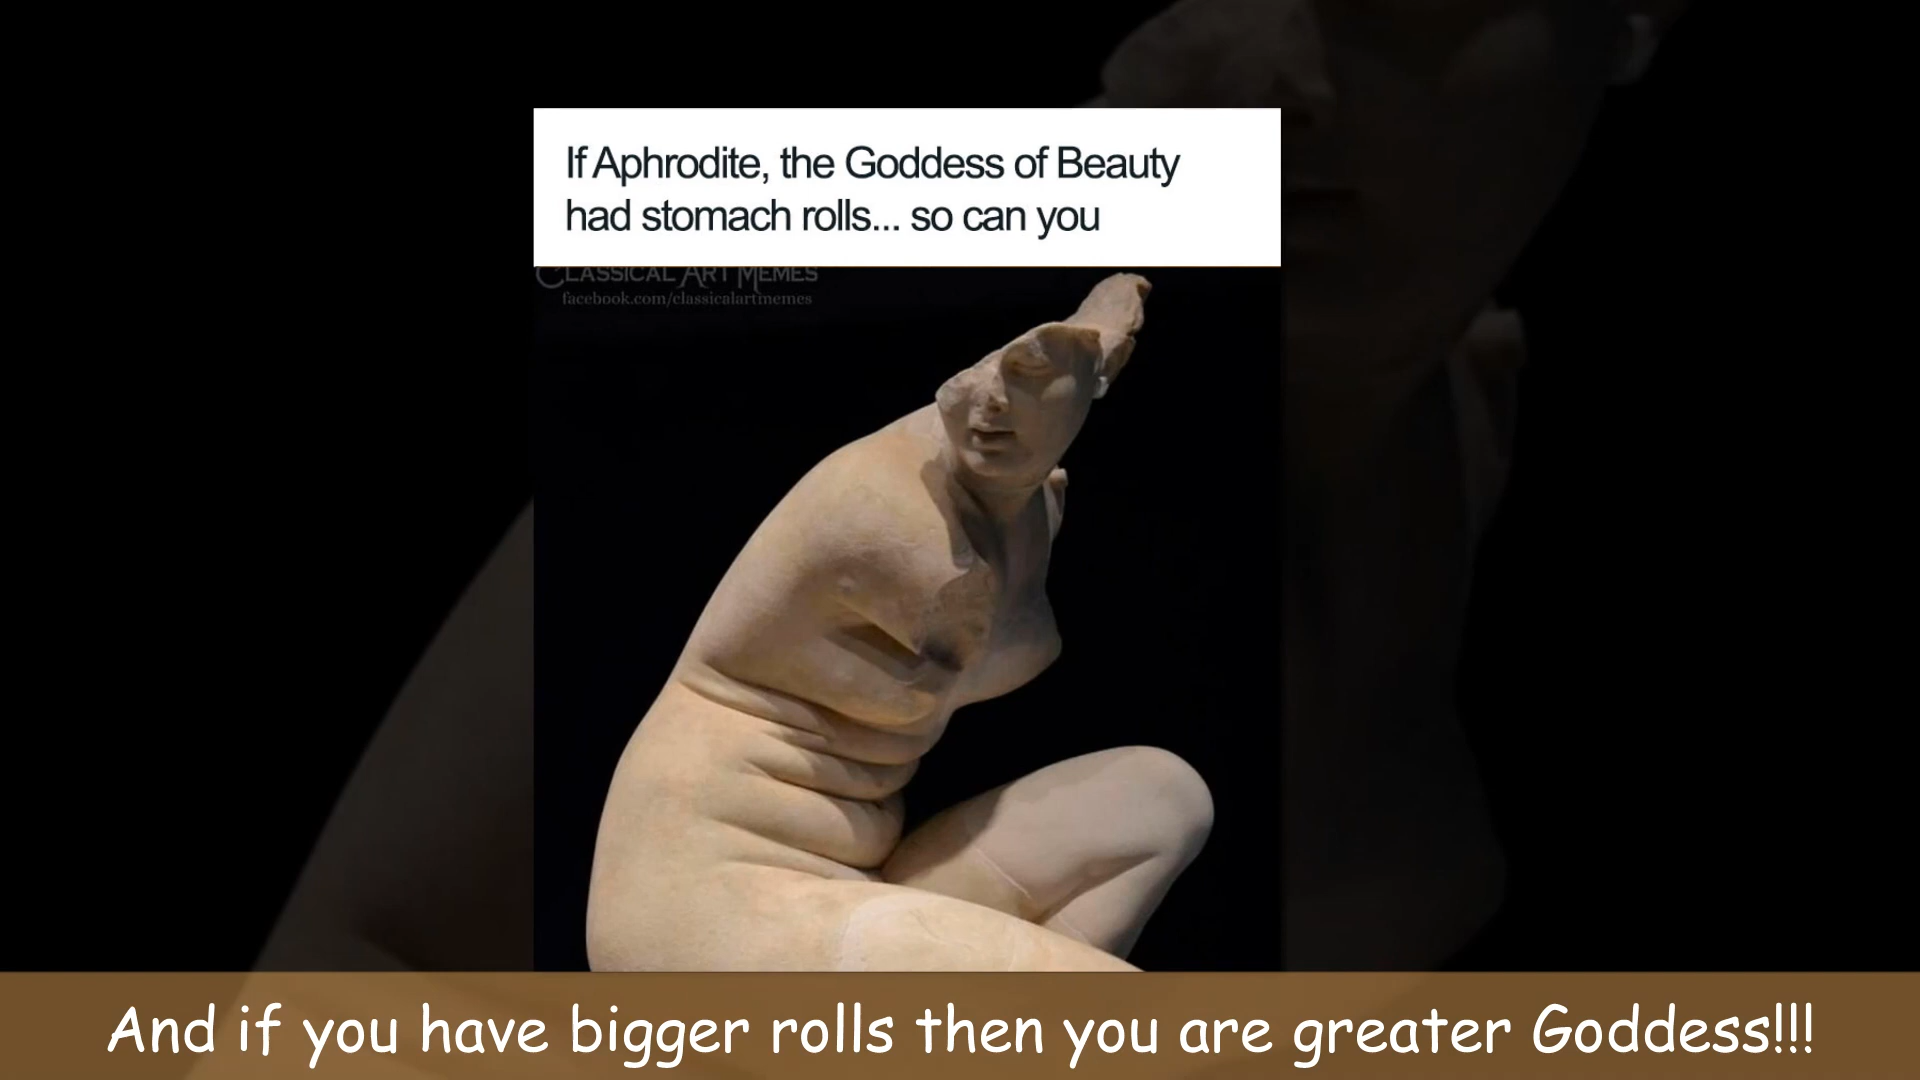 If Aphrodite, the Goddess of Beauty
had stomach rolls... so can you
CLASSICAL ART MEMES
facebook.com/classicalartmemes
And if you have bigger rolls then you are greater Goddess!!!